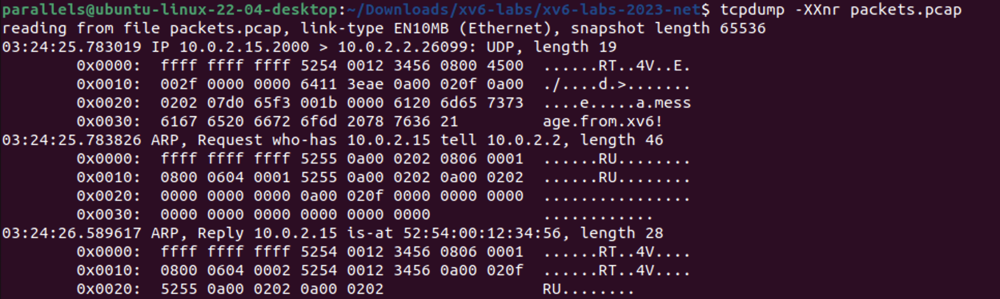 parallels@ubuntu-linux-22-04-desktop:~/Downloads/xv6-labs/xv6-labs-2023-net$ tcpdump -XXnr packets.pcap
reading from file packets.pcap, link-type EN10MB (Ethernet), snapshot length 65536
03:24:25.783019 IP 10.0.2.15.2000 > 10.0.2.2.26099: UDP, length 19
        0x0000:  ffff ffff ffff 5254 0012 3456 0800 4500  ......RT..4V..E.
        0x0010:  002f 0000 0000 6411 3eae 0a00 020f 0a00  ./....d.>.......
        0x0020:  0202 07d0 65f3 001b 0000 6120 6d65 7373  ....e.....a.mess
        0x0030:  6167 6520 6672 6f6d 2078 7636 21         age.from.xv6!
03:24:25.783826 ARP, Request who-has 10.0.2.15 tell 10.0.2.2, length 46
        0x0000:  ffff ffff ffff 5255 0a00 0202 0806 0001  ......RU........
        0x0010:  0800 0604 0001 5255 0a00 0202 0a00 0202  ......RU........
        0x0020:  0000 0000 0000 0a00 020f 0000 0000 0000  ................
        0x0030:  0000 0000 0000 0000 0000 0000            ............
03:24:26.589617 ARP, Reply 10.0.2.15 is-at 52:54:00:12:34:56, length 28
        0x0000:  ffff ffff ffff 5254 0012 3456 0806 0001  ......RT..4V....
        0x0010:  0800 0604 0002 5254 0012 3456 0a00 020f  ......RT..4V....
        0x0020:  5255 0a00 0202 0a00 0202                 RU........